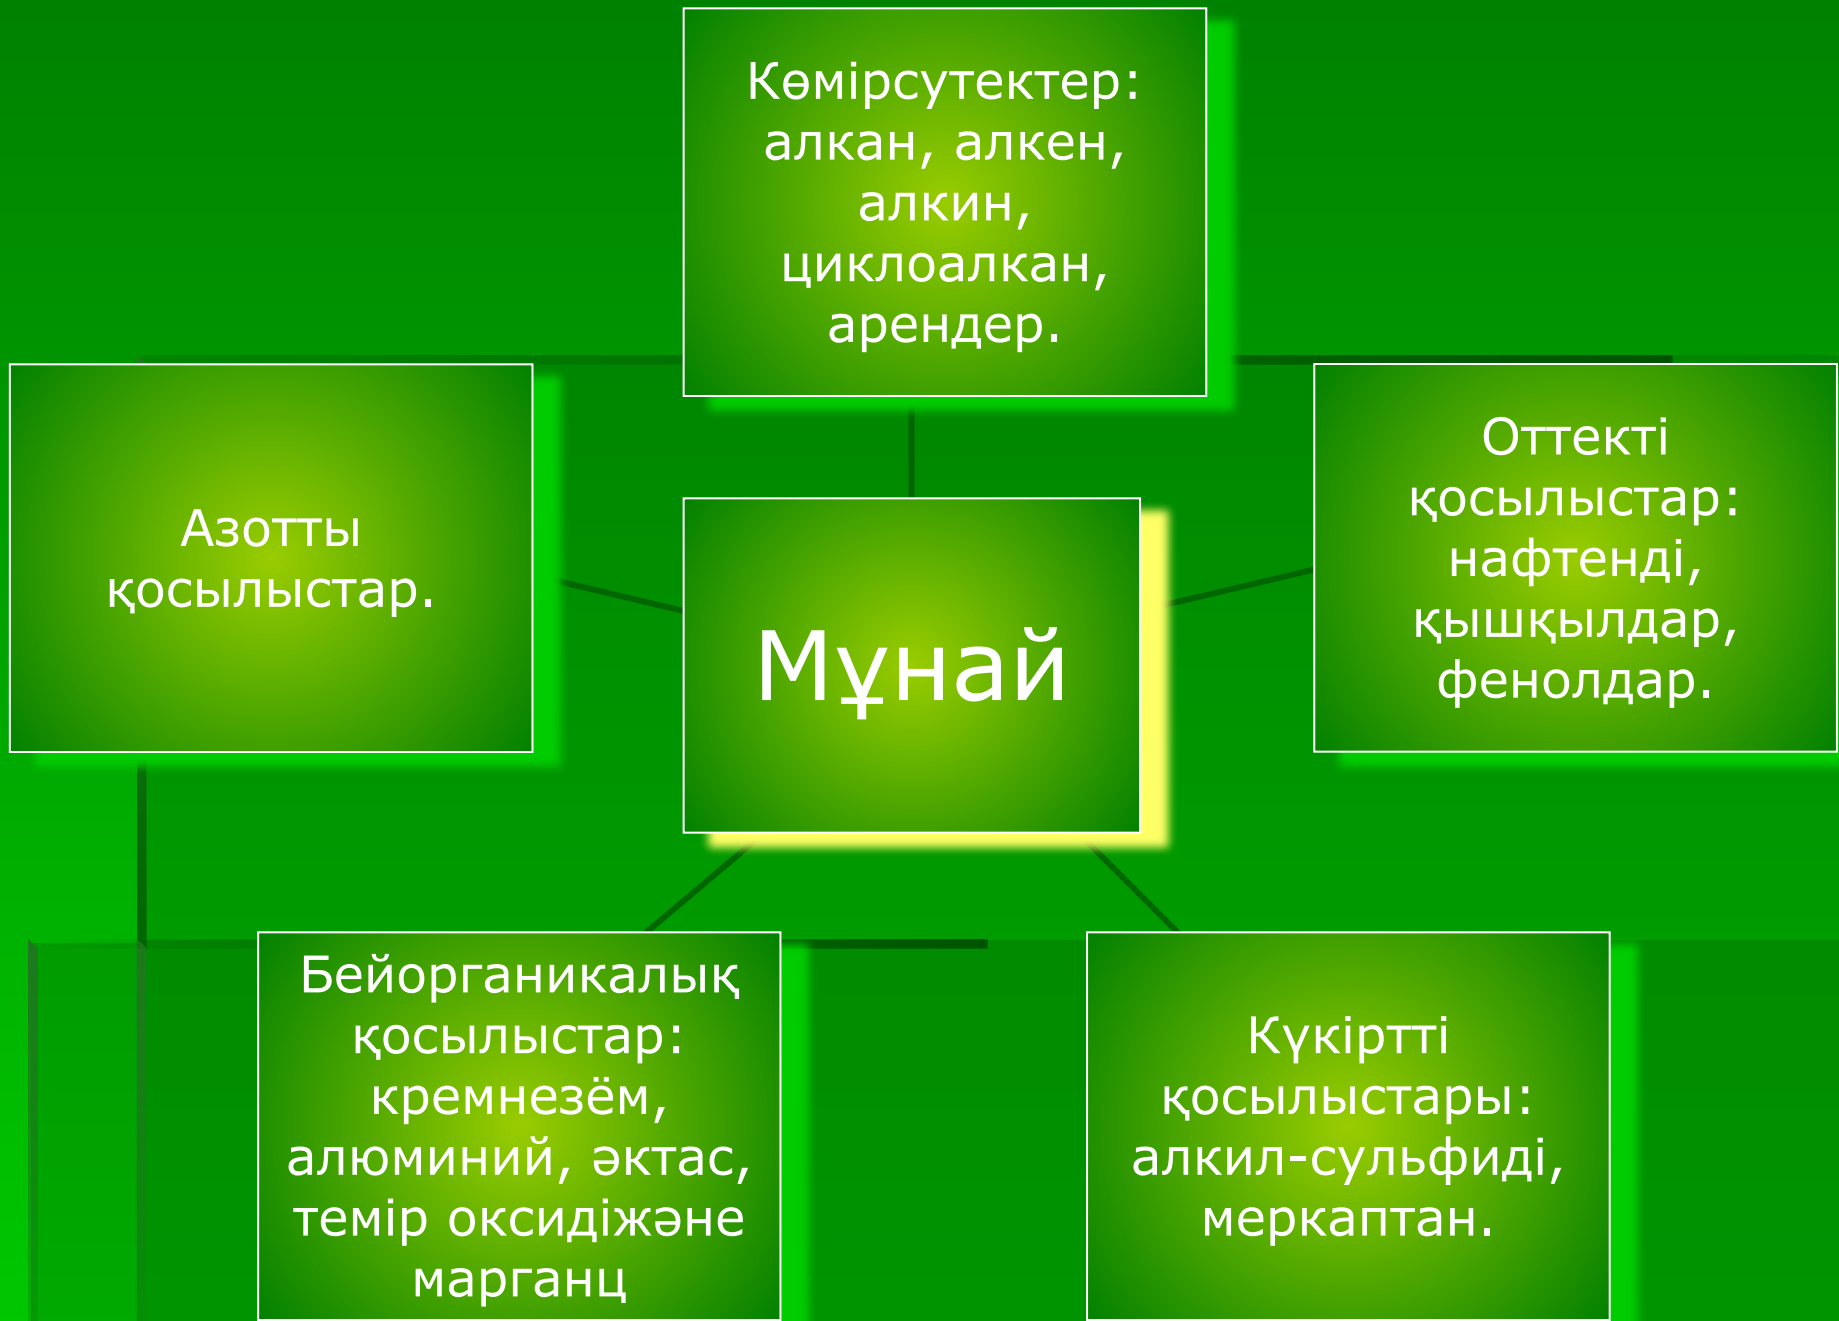 Көмірсутектер:
алкан, алкен,
алкин,
циклоалкан,
арендер.
Азотты
қосылыстар.
Мұнай
Оттекті
қосылыстар:
нафтенді,
қышқылдар,
фенолдар.
Бейорганикалық
қосылыстар:
кремнезём,
алюминий, әктас,
темір оксидіжәне
марганц
Күкіртті
қосылыстары:
алкил-сульфиді,
меркаптан.